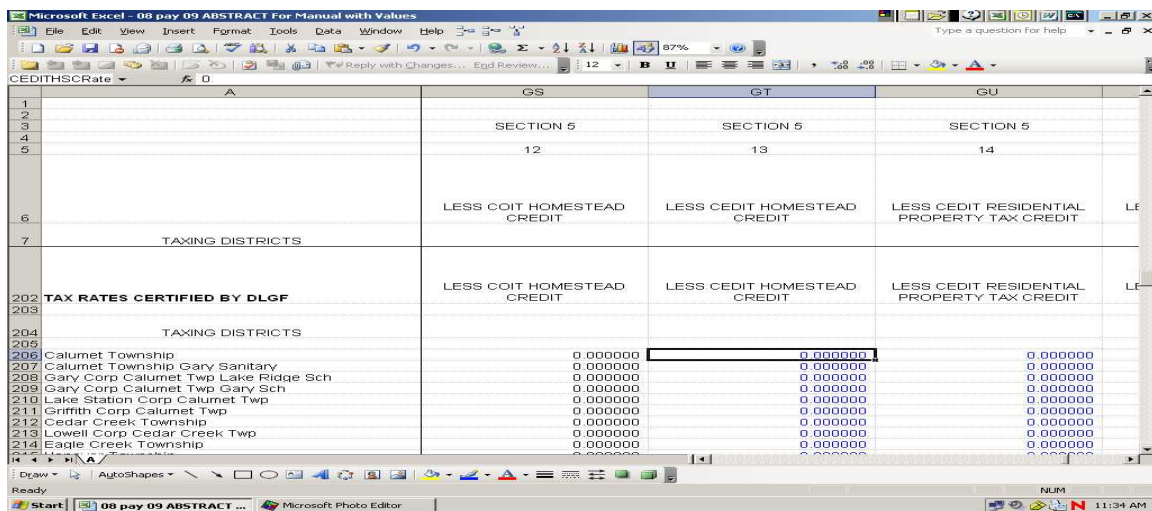 Microsoft Excel - 08 pay 09 ABSTRACT For Manual with Values
File Edit View Insert Format Tools Data Window Help Type a question for help
87%
Reply with Changes... End Review... 12 B U
CEDITHSCRate fx 0
A GS GT GU
1
2
3 SECTION 5 SECTION 5 SECTION 5
4
5 12 13 14
LESS COIT HOMESTEAD LESS CEDIT HOMESTEAD LESS CEDIT RESIDENTIAL LE
6 CREDIT CREDIT PROPERTY TAX CREDIT
7 TAXING DISTRICTS
LESS COIT HOMESTEAD LESS CEDIT HOMESTEAD LESS CEDIT RESIDENTIAL LE
202 TAX RATES CERTIFIED BY DLGF CREDIT CREDIT PROPERTY TAX CREDIT
203
204 TAXING DISTRICTS
205
206 Calumet Township 0.000000 0.000000 0.000000
207 Calumet Township Gary Sanitary 0.000000 0.000000 0.000000
208 Gary Corp Calumet Twp Lake Ridge Sch 0.000000 0.000000 0.000000
209 Gary Corp Calumet Twp Gary Sch 0.000000 0.000000 0.000000
210 Lake Station Corp Calumet Twp 0.000000 0.000000 0.000000
211 Griffith Corp Calumet Twp 0.000000 0.000000 0.000000
212 Cedar Creek Township 0.000000 0.000000 0.000000
213 Lowell Corp Cedar Creek Twp 0.000000 0.000000 0.000000
214 Eagle Creek Township 0.000000 0.000000 0.000000
A
Draw AutoShapes
Ready NUM
Start 08 pay 09 ABSTRACT ... Microsoft Photo Editor 11:34 AM